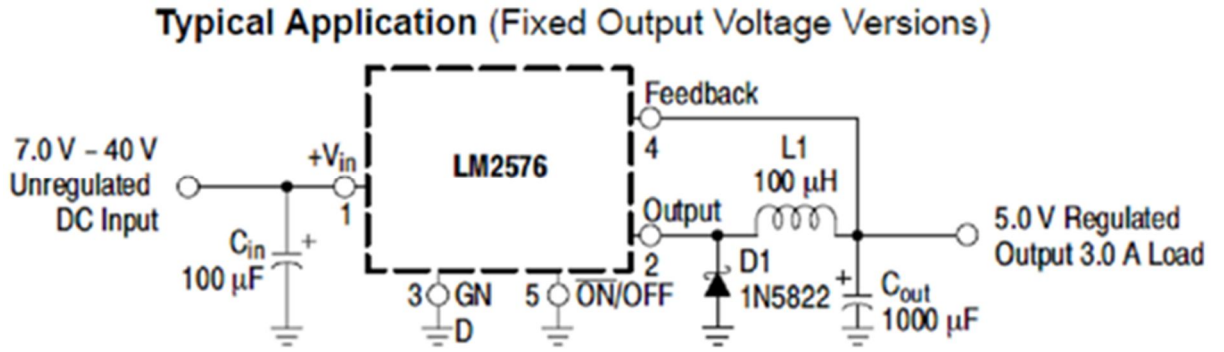 Typical Application (Fixed Output Voltage Versions)
Feedback
7.0 V – 40 V
Unregulated
DC Input
+Vin
1
LM2576
4
L1
100 µH
Output
2
5.0 V Regulated
Output 3.0 A Load
Cin
+
100 µF
3
GN
D
5
ON/OFF
D1
1N5822
+
Cout
1000 µF